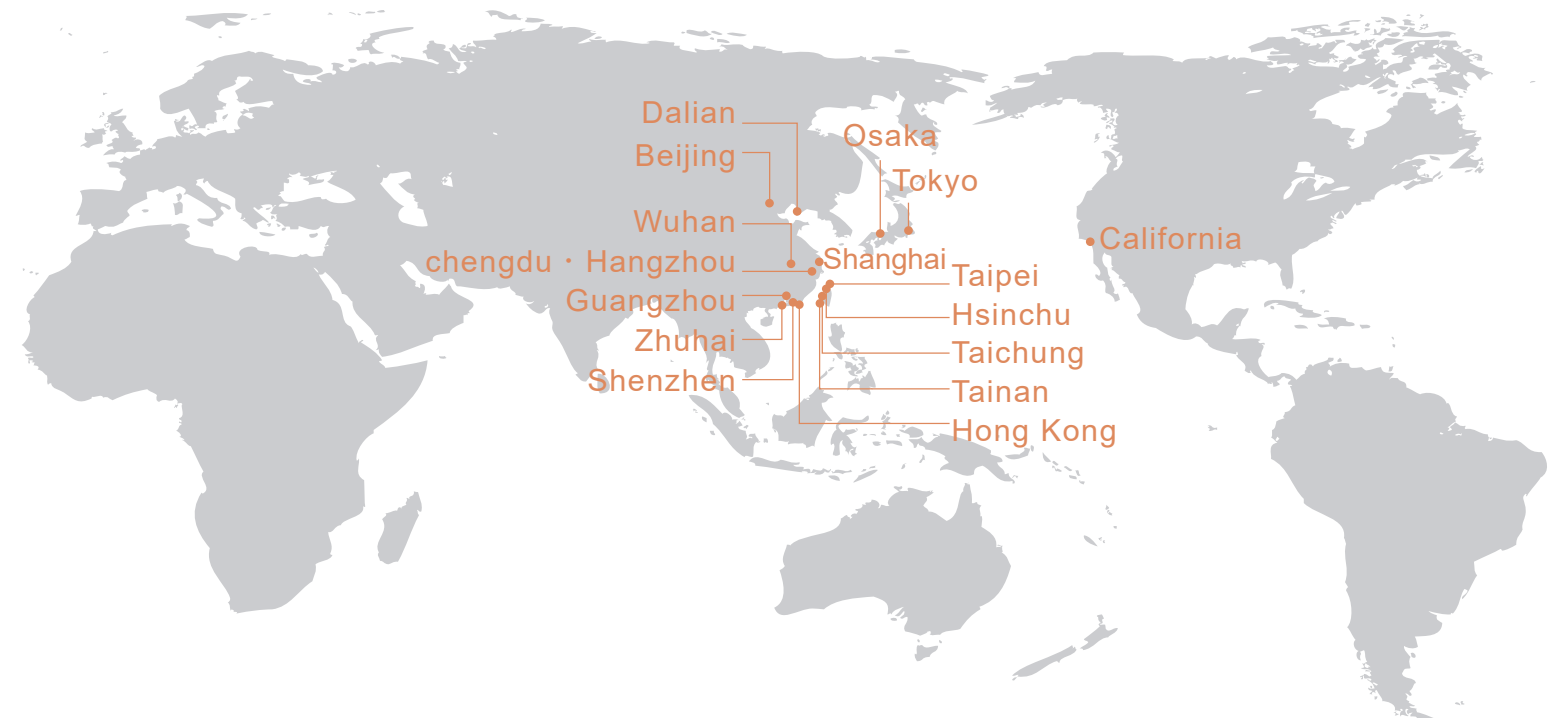 Dalian
Osaka
Beijing
Tokyo
Wuhan
California
chengdu・Hangzhou
Shanghai
Taipei
Guangzhou
Hsinchu
Zhuhai
Taichung
Shenzhen
Tainan
Hong Kong